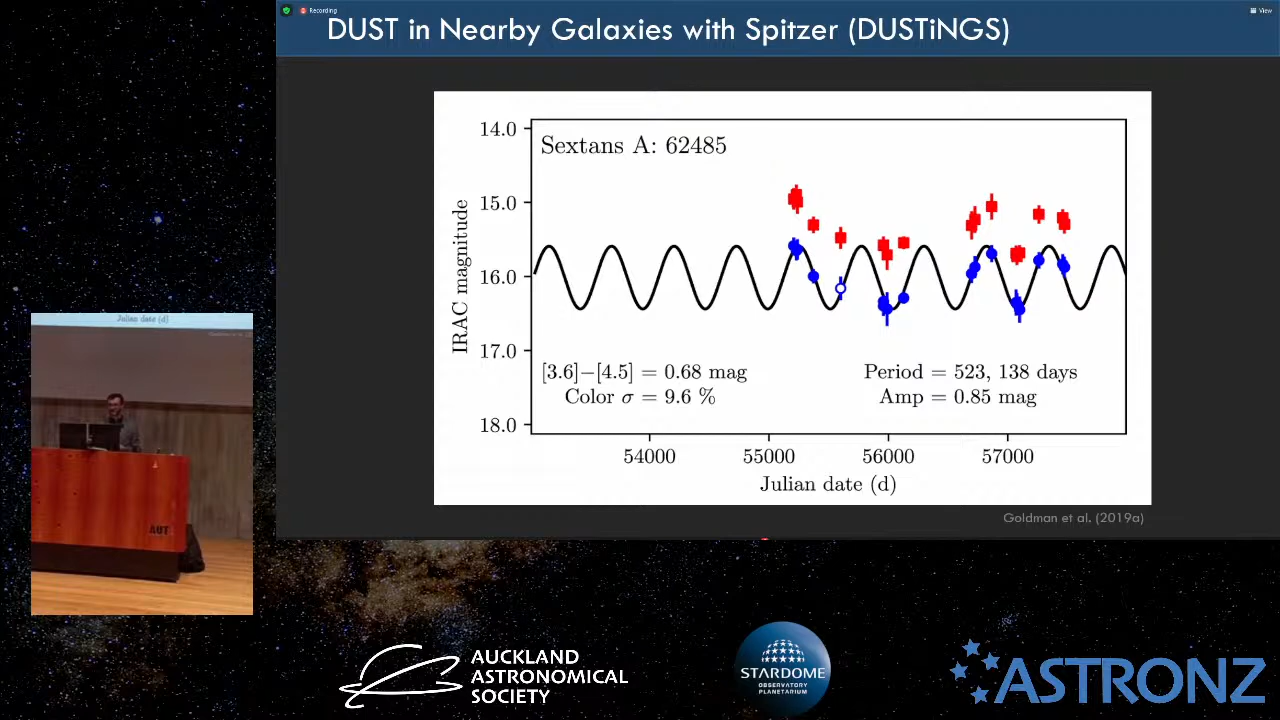 Recording
View
DUST in Nearby Galaxies with Spitzer (DUSTiNGS)
14.0
15.0
16.0
17.0
18.0
IRAC magnitude
Sextans A: 62485
[3.6]−[4.5] = 0.68 mag
Color σ = 9.6 %
Period = 523, 138 days
Amp = 0.85 mag
54000
55000
56000
57000
Julian date (d)
Goldman et al. (2019a)
Julian date (d)
AUT
AUCKLAND
ASTRONOMICAL
SOCIETY
STARDOME
OBSERVATORY
PLANETARIUM
ASTRONZ